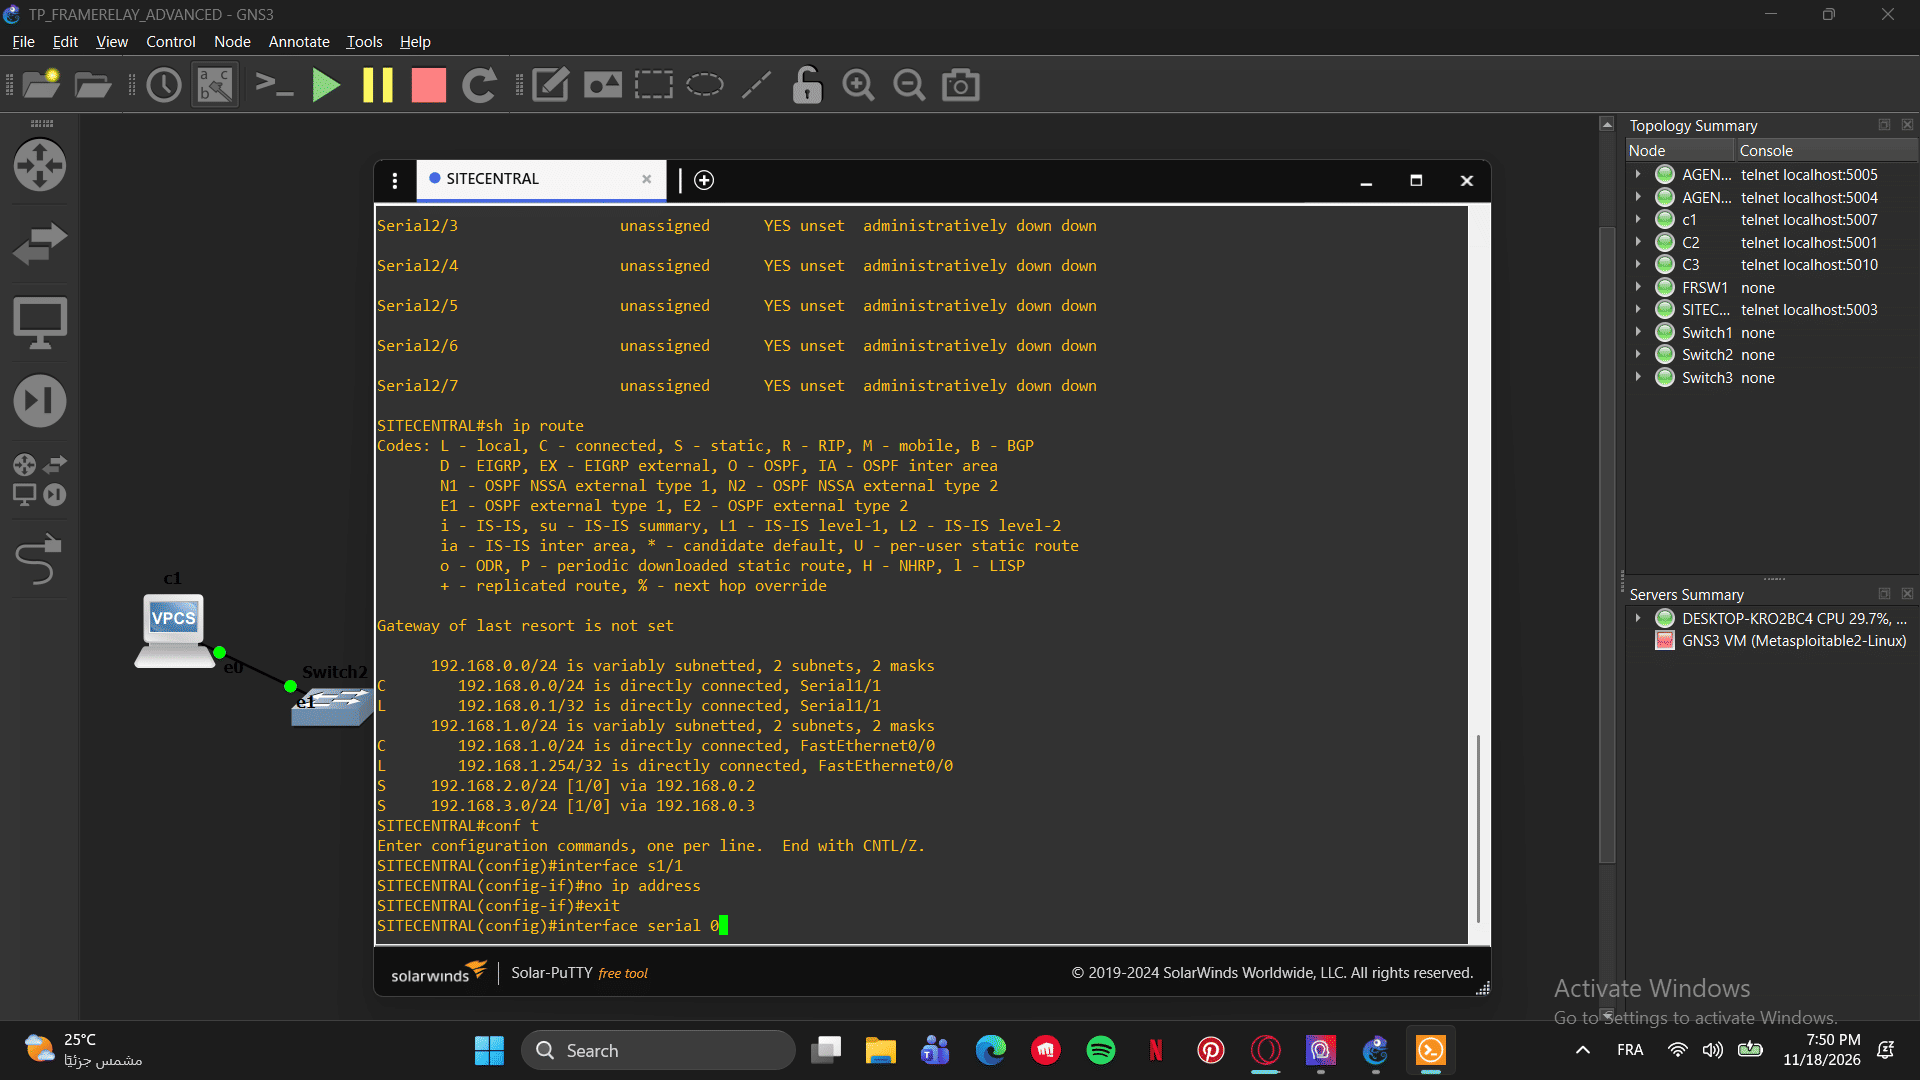 TP_FRAMERELAY_ADVANCED - GNS3
File Edit View Control Node Annotate Tools Help
SITECENTRAL
Serial2/3                  unassigned      YES unset  administratively down down
Serial2/4                  unassigned      YES unset  administratively down down
Serial2/5                  unassigned      YES unset  administratively down down
Serial2/6                  unassigned      YES unset  administratively down down
Serial2/7                  unassigned      YES unset  administratively down down
SITECENTRAL#sh ip route
Codes: L - local, C - connected, S - static, R - RIP, M - mobile, B - BGP
D - EIGRP, EX - EIGRP external, O - OSPF, IA - OSPF inter area
N1 - OSPF NSSA external type 1, N2 - OSPF NSSA external type 2
E1 - OSPF external type 1, E2 - OSPF external type 2
i - IS-IS, su - IS-IS summary, L1 - IS-IS level-1, L2 - IS-IS level-2
ia - IS-IS inter area, * - candidate default, U - per-user static route
o - ODR, P - periodic downloaded static route, H - NHRP, l - LISP
+ - replicated route, % - next hop override
Gateway of last resort is not set
192.168.0.0/24 is variably subnetted, 2 subnets, 2 masks
C        192.168.0.0/24 is directly connected, Serial1/1
L        192.168.0.1/32 is directly connected, Serial1/1
192.168.1.0/24 is variably subnetted, 2 subnets, 2 masks
C        192.168.1.0/24 is directly connected, FastEthernet0/0
L        192.168.1.254/32 is directly connected, FastEthernet0/0
S     192.168.2.0/24 [1/0] via 192.168.0.2
S     192.168.3.0/24 [1/0] via 192.168.0.3
SITECENTRAL#conf t
Enter configuration commands, one per line.  End with CNTL/Z.
SITECENTRAL(config)#interface s1/1
SITECENTRAL(config-if)#no ip address
SITECENTRAL(config-if)#exit
SITECENTRAL(config)#interface serial 0
solarwinds Solar-PuTTY free tool © 2019-2024 SolarWinds Worldwide, LLC. All rights reserved.
c1
VPCS
e0
Switch2
e1
Topology Summary
Node Console
AGEN... telnet localhost:5005
AGEN... telnet localhost:5004
c1 telnet localhost:5007
C2 telnet localhost:5001
C3 telnet localhost:5010
FRSW1 none
SITEC... telnet localhost:5003
Switch1 none
Switch2 none
Switch3 none
Servers Summary
DESKTOP-KRO2BC4 CPU 29.7%, ...
GNS3 VM (Metasploitable2-Linux)
Activate Windows
Go to Settings to activate Windows.
25°C
مشمس جزئيًا
Search
FRA
7:50 PM
11/18/2026